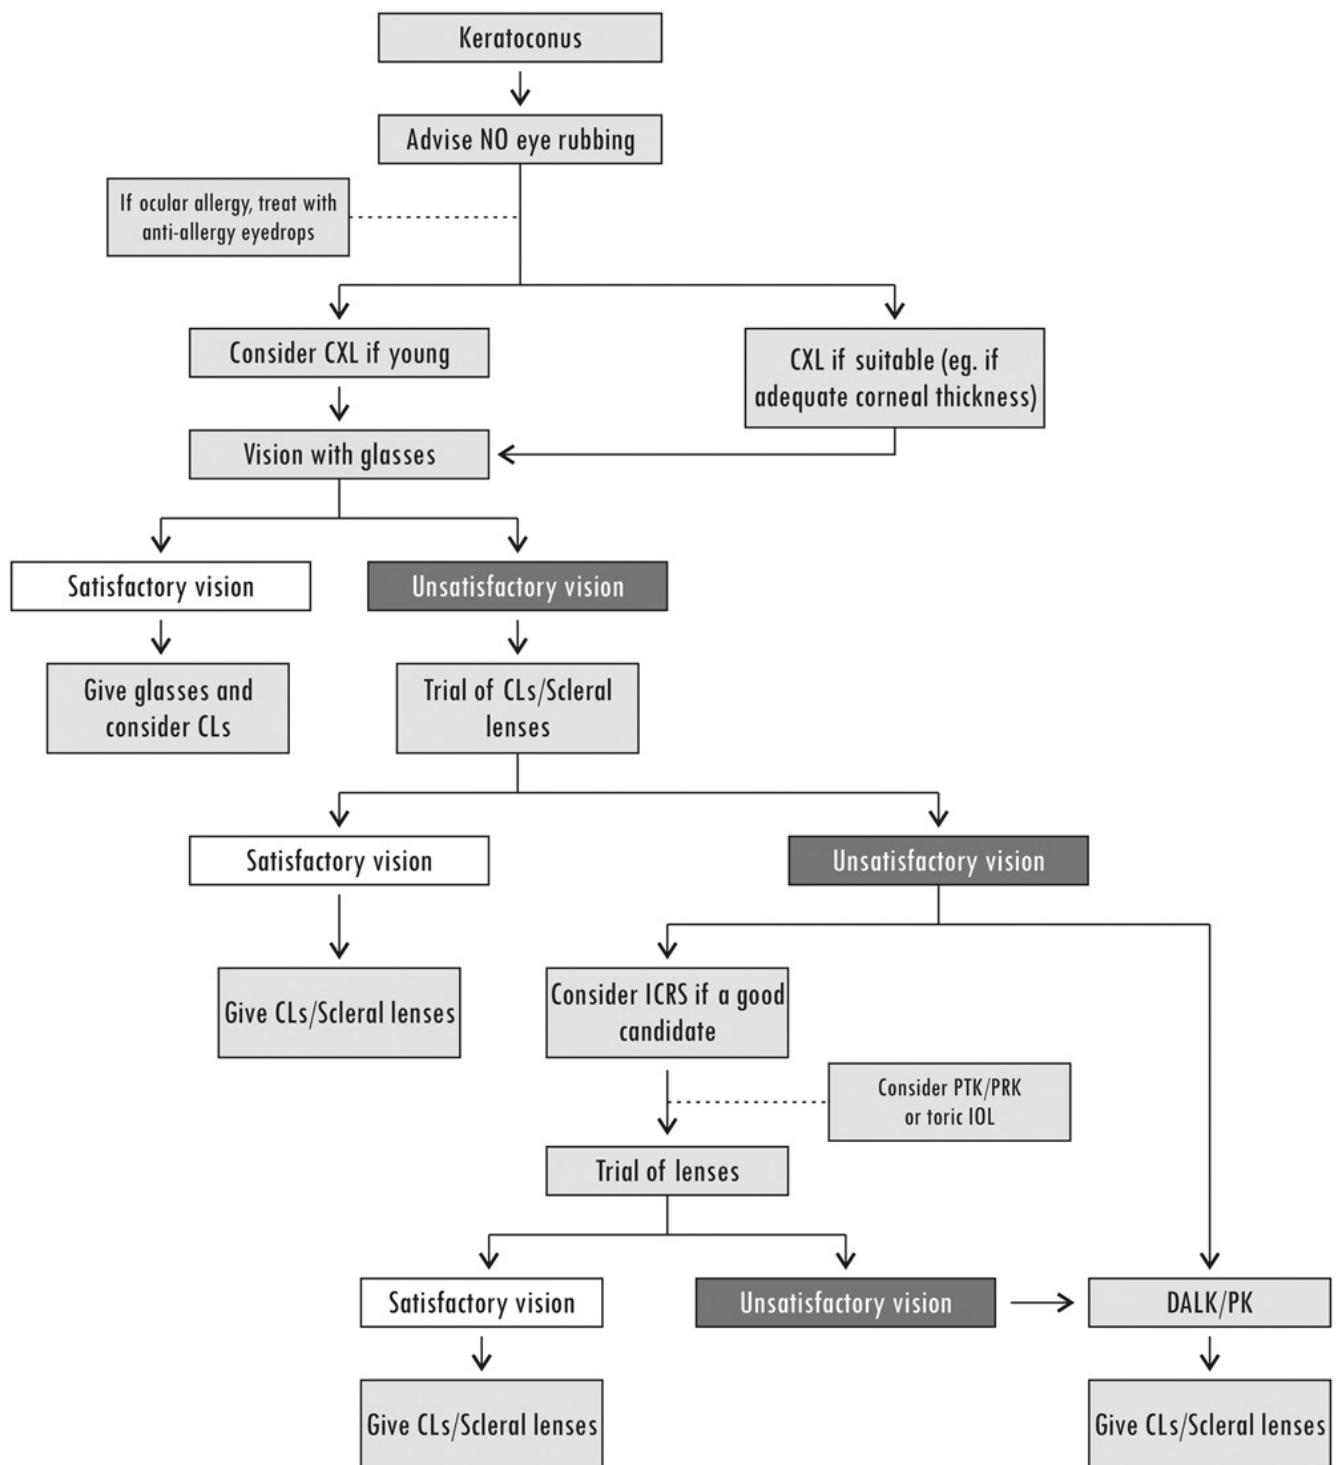 Keratoconus
Advise NO eye rubbing
If ocular allergy, treat with
anti-allergy eyedrops
Consider CXL if young
CXL if suitable (eg. if
adequate corneal thickness)
Vision with glasses
Satisfactory vision
Unsatisfactory vision
Give glasses and
consider CLs
Trial of CLs/Scleral
lenses
Satisfactory vision
Unsatisfactory vision
Give CLs/Scleral lenses
Consider ICRS if a good
candidate
Consider PTK/PRK
or toric IOL
Trial of lenses
Satisfactory vision
Unsatisfactory vision
DALK/PK
Give CLs/Scleral lenses
Give CLs/Scleral lenses